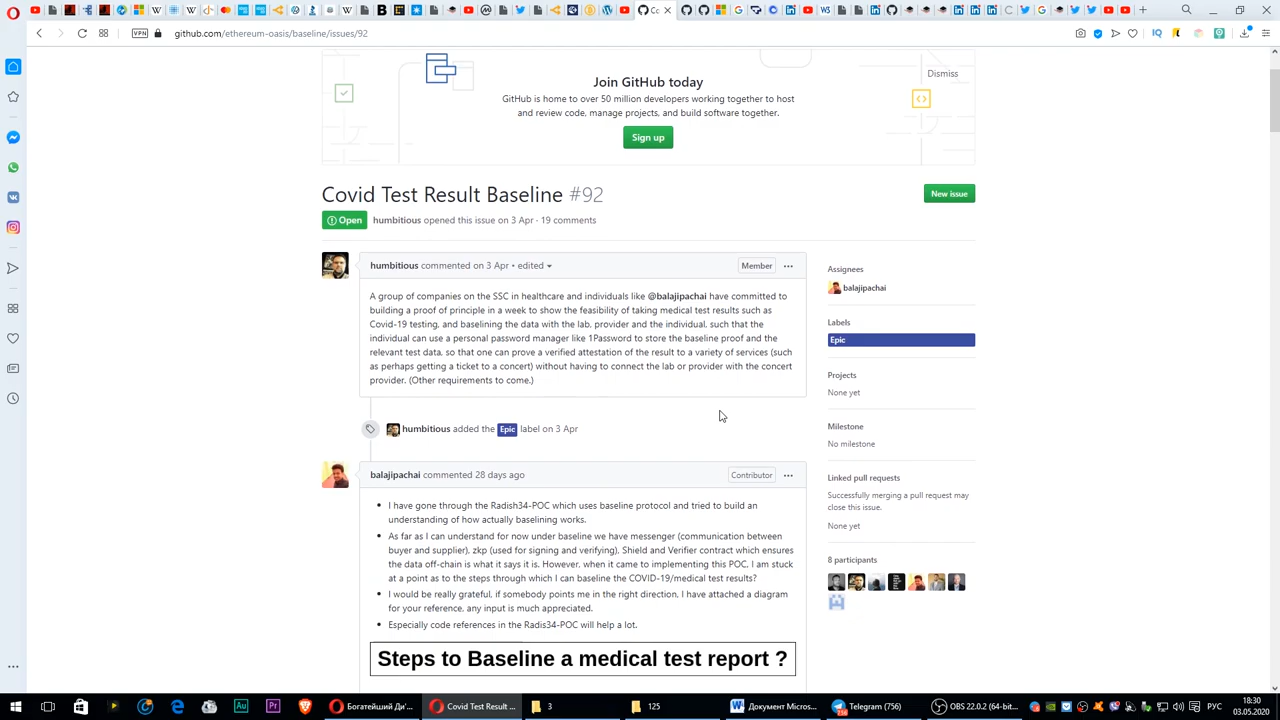 Co
VPN
github.com/ethereum-oasis/baseline/issues/92
Join GitHub today
Dismiss
GitHub is home to over 50 million developers working together to host
and review code, manage projects, and build software together.
Sign up
Covid Test Result Baseline #92
New issue
Open
humbitious opened this issue on 3 Apr · 19 comments
humbitious commented on 3 Apr • edited
Member
A group of companies on the SSC in healthcare and individuals like @balajipachai have committed to
building a proof of principle in a week to show the feasibility of taking medical test results such as
Covid-19 testing, and baselining the data with the lab, provider and the individual, such that the
individual can use a personal password manager like 1Password to store the baseline proof and the
relevant test data, so that one can prove a verified attestation of the result to a variety of services (such
as perhaps getting a ticket to a concert) without having to connect the lab or provider with the concert
provider. (Other requirements to come.)
Assignees
balajipachai
Labels
Epic
Projects
None yet
Milestone
No milestone
Linked pull requests
Successfully merging a pull request may
close this issue.
None yet
8 participants
humbitious added the Epic label on 3 Apr
balajipachai commented 28 days ago
Contributor
I have gone through the Radish34-POC which uses baseline protocol and tried to build an
understanding of how actually baselining works.
As far as I can understand for now under baseline we have messenger (communication between
buyer and supplier), zkp (used for signing and verifying), Shield and Verifier contract which ensures
the data off-chain is what it says it is. However, when it came to implementing this POC, I am stuck
at a point as to the steps through which I can baseline the COVID-19/medical test results?
I would be really grateful, if somebody points me in the right direction, I have attached a diagram
for your reference, any input is much appreciated.
Especially code references in the Radis34-POC will help a lot.
Steps to Baseline a medical test report ?
Богатейший Ди'...
Covid Test Result ...
3
125
Документ Micros...
Telegram (756)
OBS 22.0.2 (64-bit...
РУС
18:30
03.05.2020